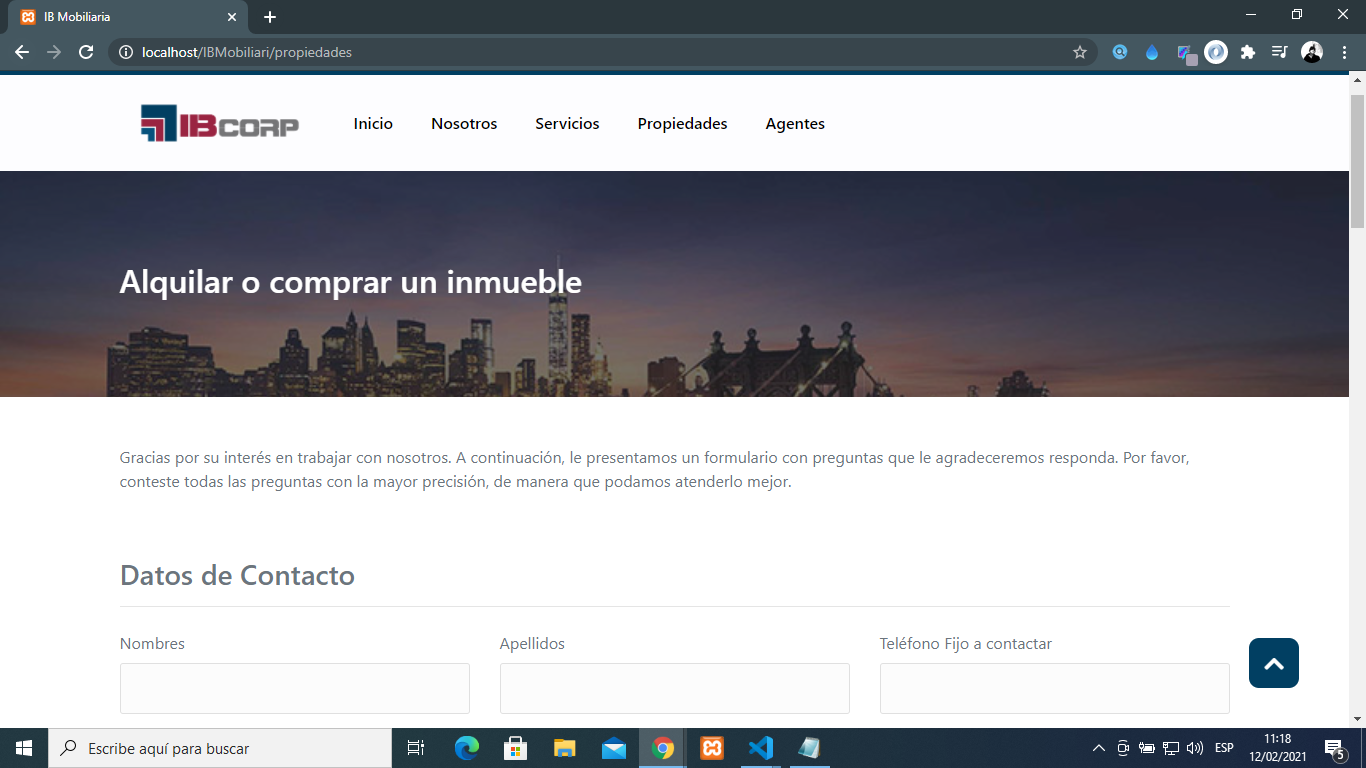 IB Mobiliaria
localhost/IBMobiliari/propiedades
IBCORP
Inicio
Nosotros
Servicios
Propiedades
Agentes
Alquilar o comprar un inmueble
Gracias por su interés en trabajar con nosotros. A continuación, le presentamos un formulario con preguntas que le agradeceremos responda. Por favor,
conteste todas las preguntas con la mayor precisión, de manera que podamos atenderlo mejor.
Datos de Contacto
Nombres
Apellidos
Teléfono Fijo a contactar
Escribe aquí para buscar
ESP
11:18
12/02/2021
5